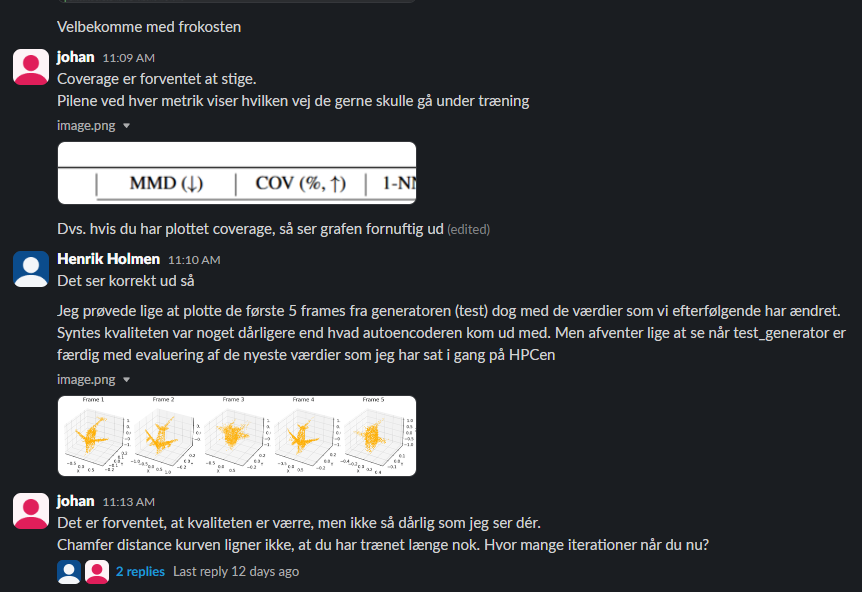 Velbekomme med frokosten
johan 11:09 AM
Coverage er forventet at stige.
Pilene ved hver metrik viser hvilken vej de gerne skulle gå under træning
image.png
MMD (↓) COV (%, ↑) 1-NN
Dvs. hvis du har plottet coverage, så ser grafen fornuftig ud (edited)
Henrik Holmen 11:10 AM
Det ser korrekt ud så
Jeg prøvede lige at plotte de første 5 frames fra generatoren (test) dog med de værdier som vi efterfølgende har ændret.
Syntes kvaliteten var noget dårligere end hvad autoencoderen kom ud med. Men afventer lige at se når test_generator er
færdig med evaluering af de nyeste værdier som jeg har sat i gang på HPCen
image.png
Frame 1 Frame 2 Frame 3 Frame 4 Frame 5
johan 11:13 AM
Det er forventet, at kvaliteten er værre, men ikke så dårlig som jeg ser dér.
Chamfer distance kurven ligner ikke, at du har trænet længe nok. Hvor mange iterationer når du nu?
2 replies Last reply 12 days ago